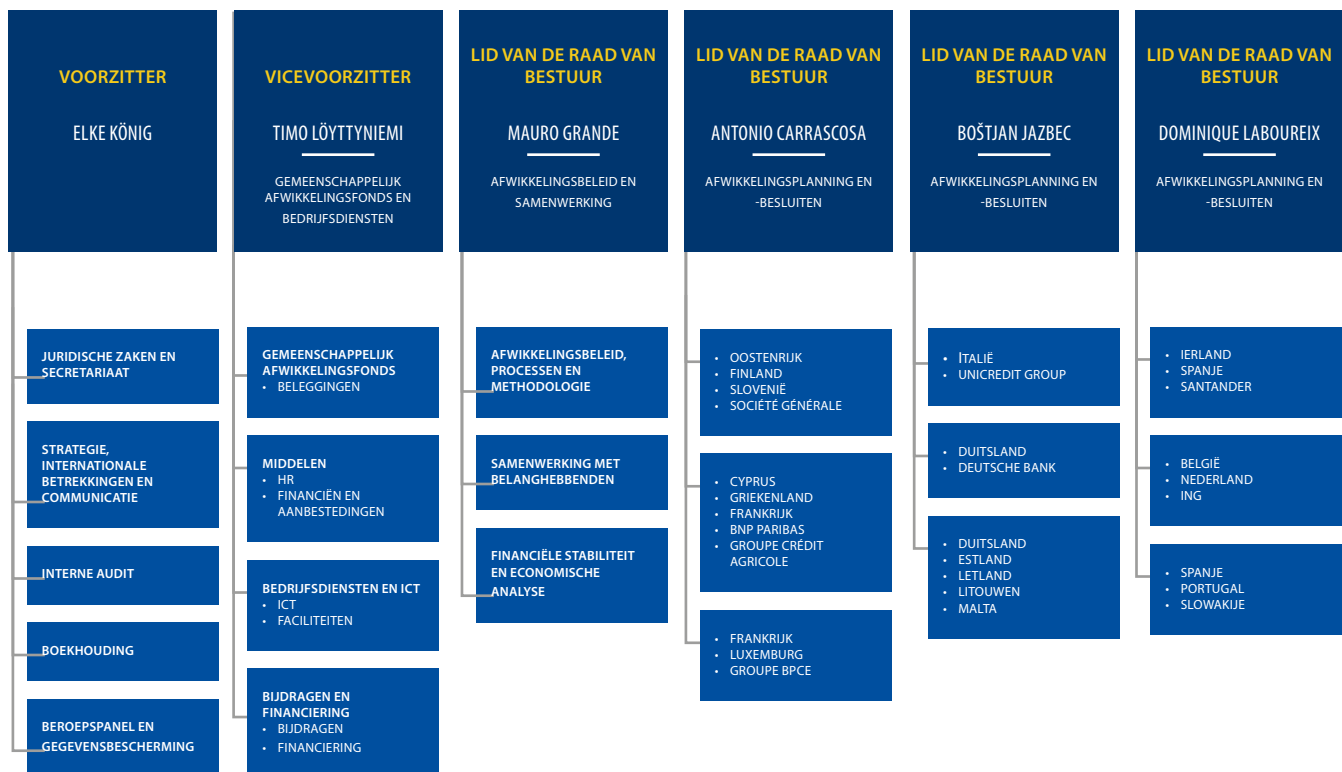 VOORZITTER
ELKE KÖNIG
JURIDISCHE ZAKEN EN
SECRETARIAAT
STRATEGIE,
INTERNATIONALE
BETREKKINGEN EN
COMMUNICATIE
INTERNE AUDIT
BOEKHOUDING
BEROEPSPANEL EN
GEGEVENSBESCHERMING
VICEVOORZITTER
TIMO LÖYTTYNIEMI
GEMEENSCHAPPELIJK
AFWIKKELINGSFONDS EN
BEDRIJFSDIENSTEN
GEMEENSCHAPPELIJK
AFWIKKELINGSFONDS
• BELEGGINGEN
MIDDELEN
• HR
• FINANCIËN EN
AANBESTEDINGEN
BEDRIJFSDIENSTEN EN ICT
• ICT
• FACILITEITEN
BIJDRAGEN EN
FINANCIERING
• BIJDRAGEN
• FINANCIERING
LID VAN DE RAAD VAN
BESTUUR
MAURO GRANDE
AFWIKKELINGSBELEID EN
SAMENWERKING
AFWIKKELINGSBELEID,
PROCESSEN EN
METHODOLOGIE
SAMENWERKING MET
BELANGHEBBENDEN
FINANCIËLE STABILITEIT
EN ECONOMISCHE
ANALYSE
LID VAN DE RAAD VAN
BESTUUR
ANTONIO CARRASCOSA
AFWIKKELINGSPLANNING EN
-BESLUITEN
• OOSTENRIJK
• FINLAND
• SLOVENIË
• SOCIÉTÉ GÉNÉRALE
• CYPRUS
• GRIEKENLAND
• FRANKRIJK
• BNP PARIBAS
• GROUPE CRÉDIT
AGRICOLE
• FRANKRIJK
• LUXEMBURG
• GROUPE BPCE
LID VAN DE RAAD VAN
BESTUUR
BOŠTJAN JAZBEC
AFWIKKELINGSPLANNING EN
-BESLUITEN
• ITALIË
• UNICREDIT GROUP
• DUITSLAND
• DEUTSCHE BANK
• DUITSLAND
• ESTLAND
• LETLAND
• LITOUWEN
• MALTA
LID VAN DE RAAD VAN
BESTUUR
DOMINIQUE LABOUREIX
AFWIKKELINGSPLANNING EN
-BESLUITEN
• IERLAND
• SPANJE
• SANTANDER
• BELGIË
• NEDERLAND
• ING
• SPANJE
• PORTUGAL
• SLOWAKIJE